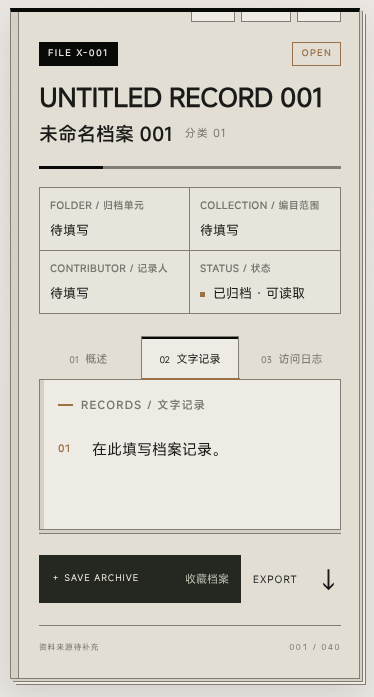 FILE X-001
OPEN
UNTITLED RECORD 001
未命名档案 001 分类 01
FOLDER / 归档单元
COLLECTION / 编目范围
待填写
待填写
CONTRIBUTOR / 记录人
STATUS / 状态
待填写
已归档 · 可读取
01 概述
02 文字记录
03 访问日志
RECORDS / 文字记录
01 在此填写档案记录。
+ SAVE ARCHIVE 收藏档案
EXPORT ↓
资料来源待补充
001 / 040